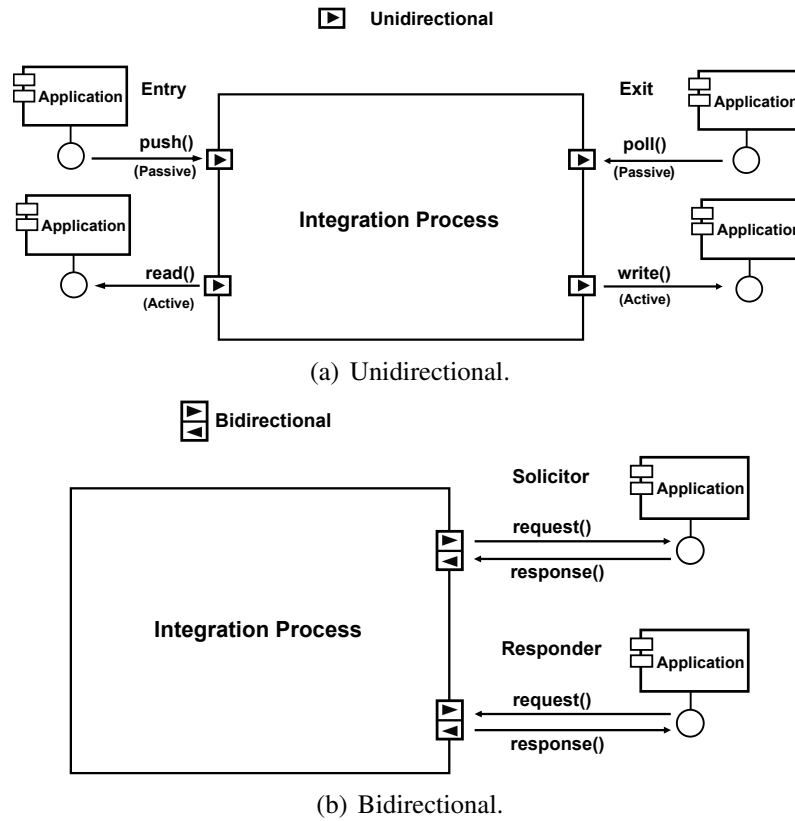 Unidirectional
Application
Entry
push()
(Passive)
Application
read()
(Active)
Integration Process
Exit
Application
poll()
(Passive)
Application
write()
(Active)
(a) Unidirectional.
Bidirectional
Integration Process
Solicitor
Application
request()
response()
Responder
Application
request()
response()
(b) Bidirectional.